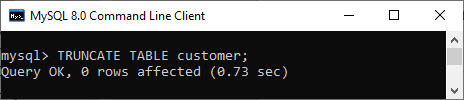 MySQL 8.0 Command Line Client
mysql> TRUNCATE TABLE customer;
Query OK, 0 rows affected (0.73 sec)